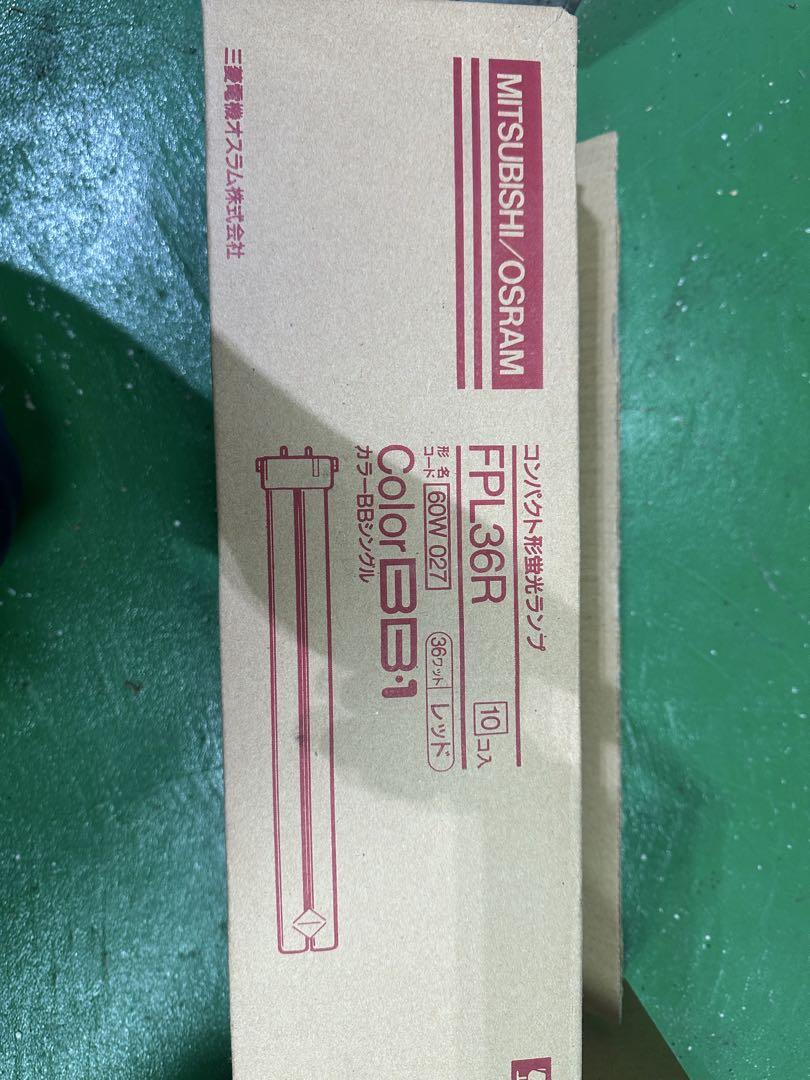 MITSUBISHI/OSRAM
コンパクト形蛍光ランプ
FPL36R 10コ入
形名コード 60W 027 36ワット レッド
Color BB・1
カラーBBシングル
三菱電機オスラム株式会社